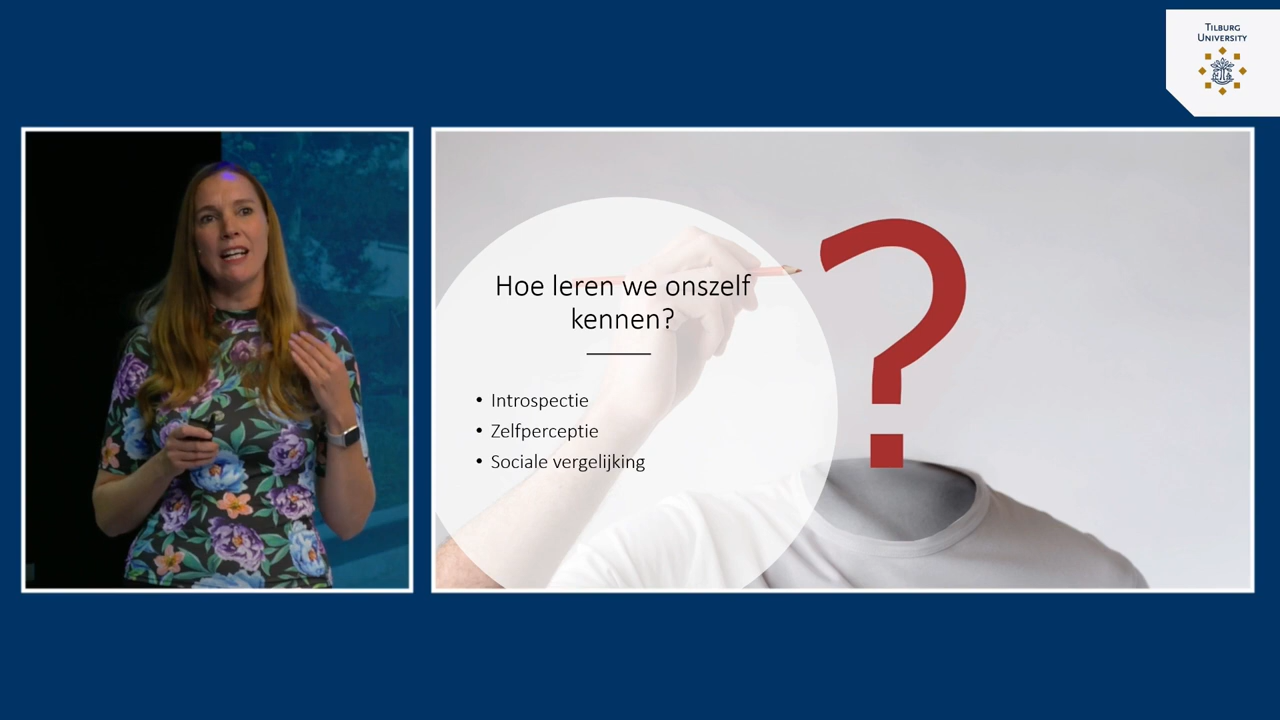 Tilburg
University
Hoe leren we onszelf
kennen?
• Introspectie
• Zelfperceptie
• Sociale vergelijking
?